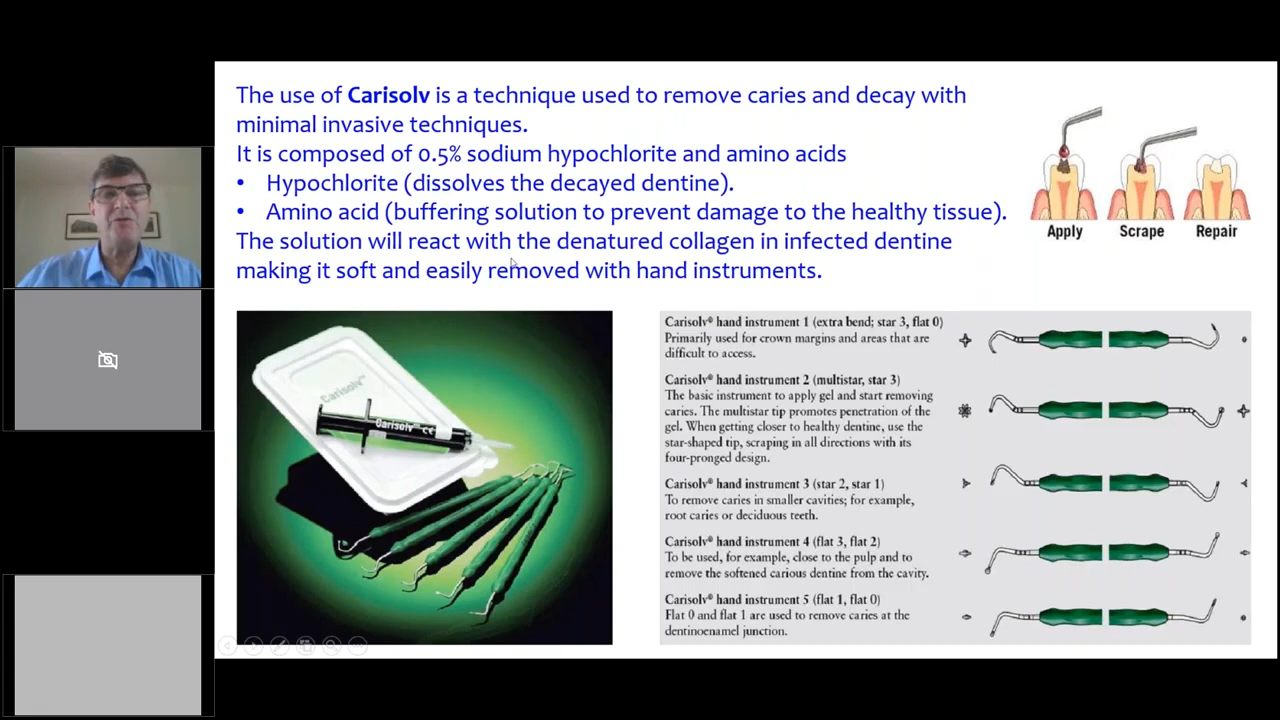 The use of Carisolv is a technique used to remove caries and decay with
minimal invasive techniques.
It is composed of 0.5% sodium hypochlorite and amino acids
• Hypochlorite (dissolves the decayed dentine).
• Amino acid (buffering solution to prevent damage to the healthy tissue).
The solution will react with the denatured collagen in infected dentine
making it soft and easily removed with hand instruments.
Apply Scrape Repair
Carisolv™
Carisolv™ CE
Carisolv® hand instrument 1 (extra bend; star 3, flat 0)
Primarily used for crown margins and areas that are
difficult to access.
Carisolv® hand instrument 2 (multistar, star 3)
The basic instrument to apply gel and start removing
caries. The multistar tip promotes penetration of the
gel. When getting closer to healthy dentine, use the
star-shaped tip, scraping in all directions with its
four-pronged design.
Carisolv® hand instrument 3 (star 2, star 1)
To remove caries in smaller cavities; for example,
root caries or deciduous teeth.
Carisolv® hand instrument 4 (flat 3, flat 2)
To be used, for example, close to the pulp and to
remove the softened carious dentine from the cavity.
Carisolv® hand instrument 5 (flat 1, flat 0)
Flat 0 and flat 1 are used to remove caries at the
dentinoenamel junction.